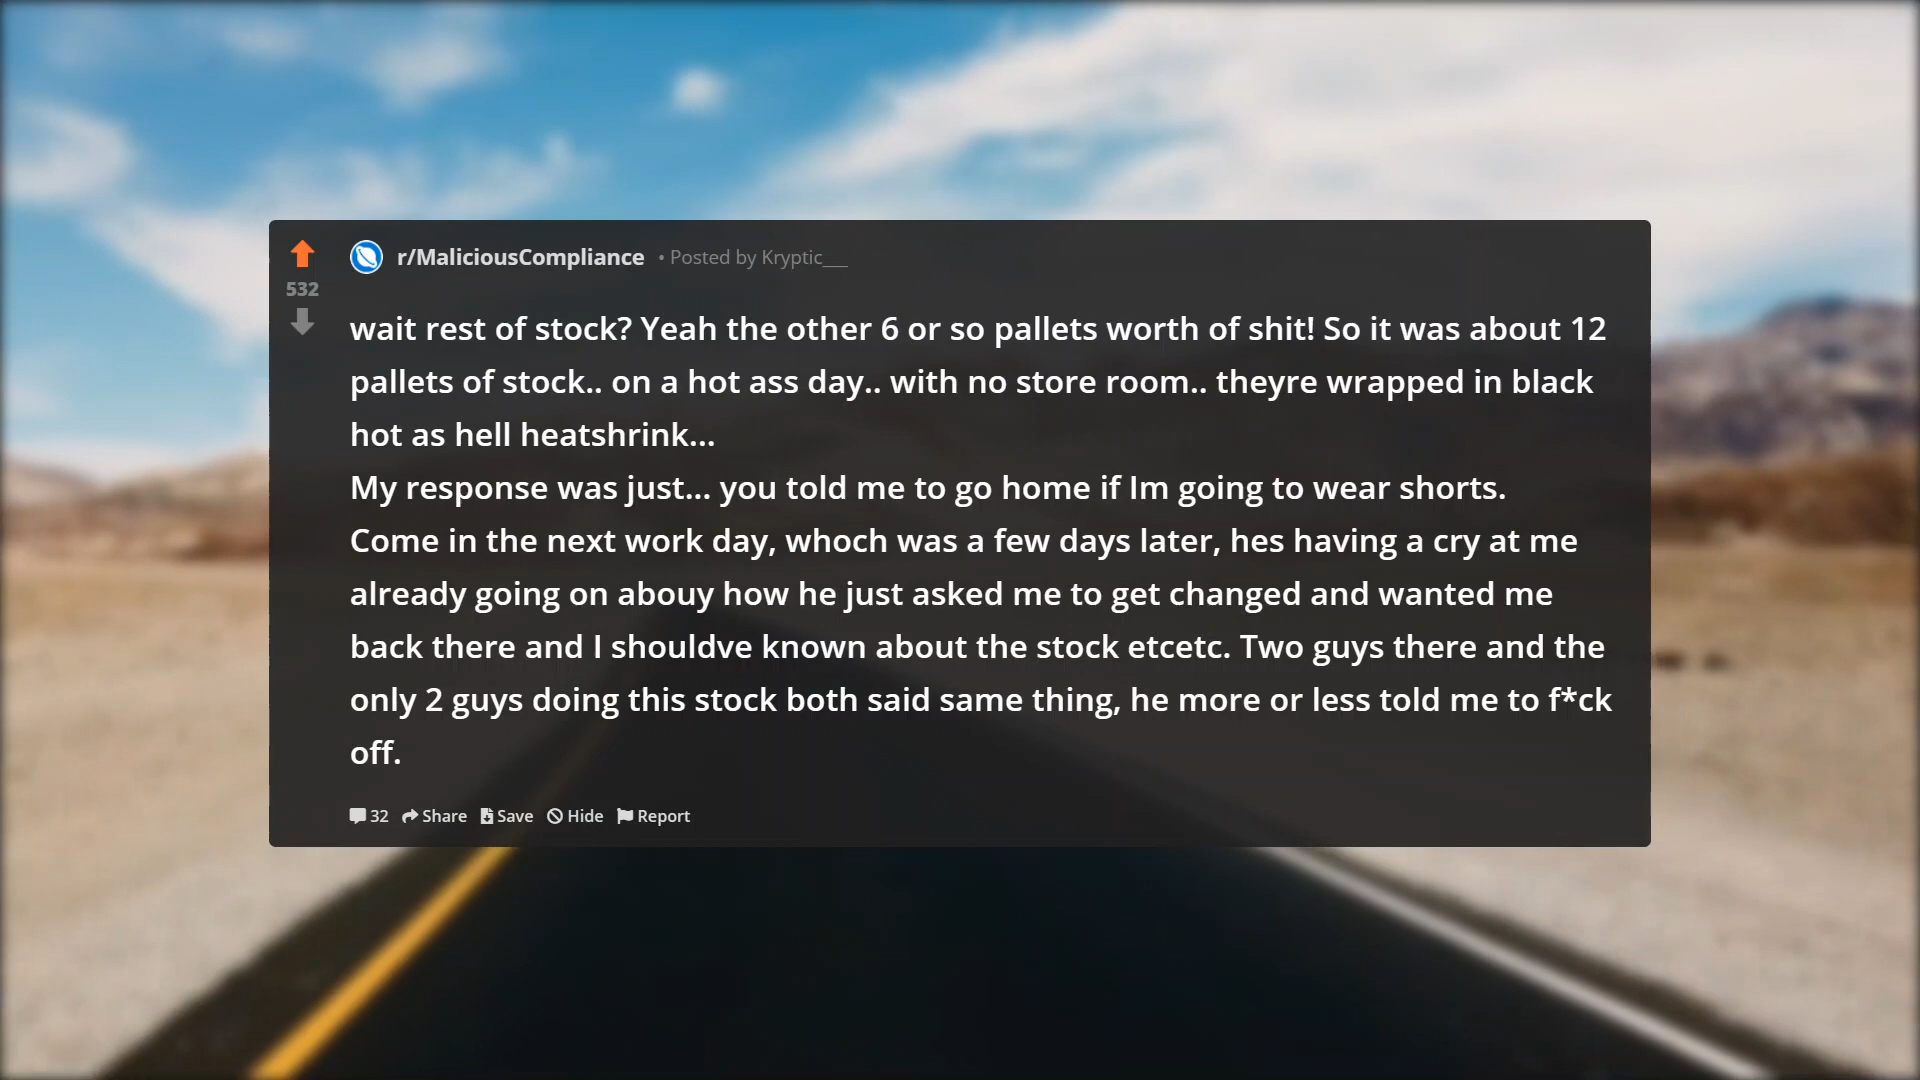 r/MaliciousCompliance • Posted by Kryptic___
532
wait rest of stock? Yeah the other 6 or so pallets worth of shit! So it was about 12
pallets of stock.. on a hot ass day.. with no store room.. theyre wrapped in black
hot as hell heatshrink...
My response was just... you told me to go home if Im going to wear shorts.
Come in the next work day, whoch was a few days later, hes having a cry at me
already going on abouy how he just asked me to get changed and wanted me
back there and I shouldve known about the stock etcetc. Two guys there and the
only 2 guys doing this stock both said same thing, he more or less told me to f*ck
off.
32 Share Save Hide Report